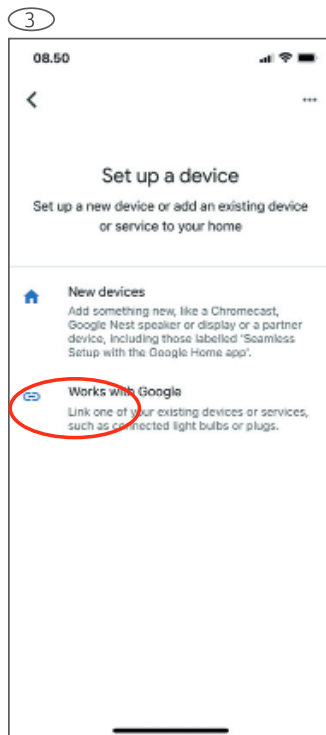 3
08.50
Set up a device
Set up a new device or add an existing device
or service to your home
New devices
Add something new, like a Chromecast,
Google Nest speaker or display or a partner
device, including those labelled 'Seamless
Setup with the Google Home app'.
Works with Google
Link one of your existing devices or services,
such as connected light bulbs or plugs.